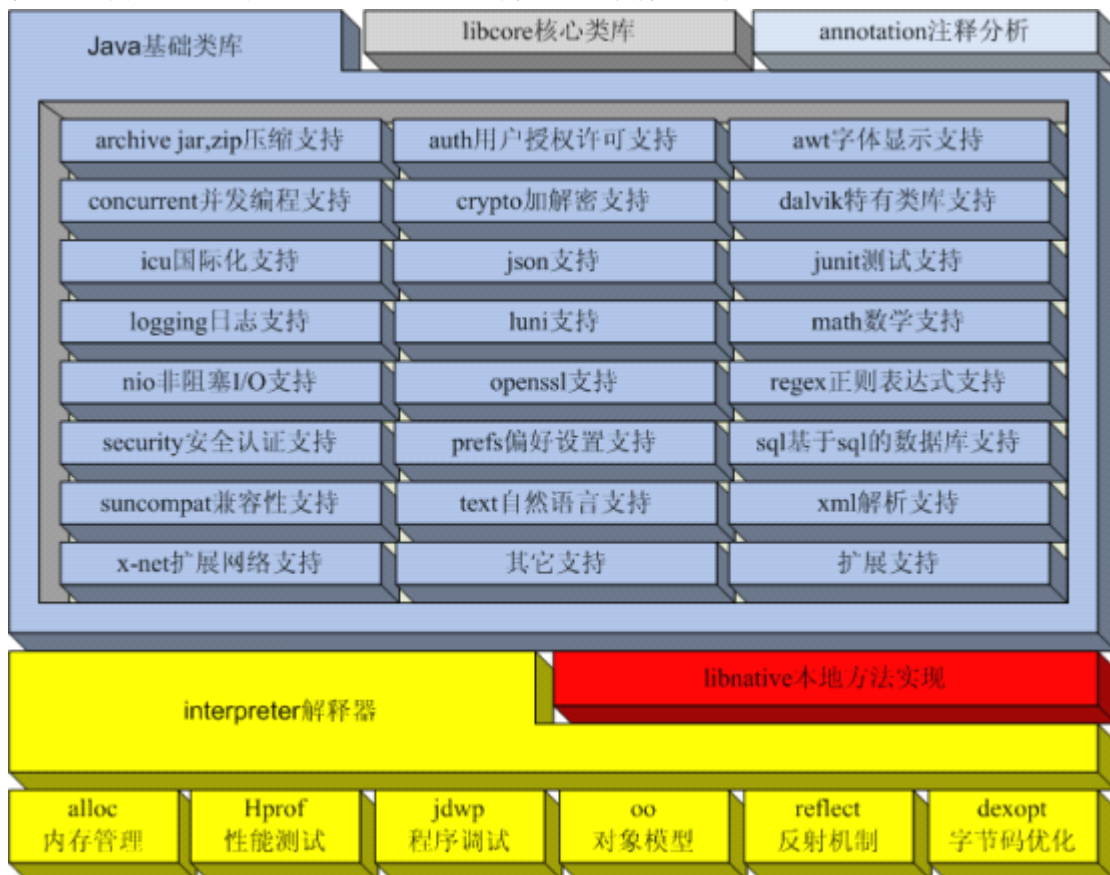 Java基础类库
libcore核心类库
annotation注释分析
archive jar,zip压缩支持
auth用户授权许可支持
awt字体显示支持
concurrent并发编程支持
crypto加解密支持
dalvik特有类库支持
icu国际化支持
json支持
junit测试支持
logging日志支持
luni支持
math数学支持
nio非阻塞I/O支持
openssl支持
regex正则表达式支持
security安全认证支持
prefs偏好设置支持
sql基于sql的数据库支持
suncompat兼容性支持
text自然语言支持
xml解析支持
x-net扩展网络支持
其它支持
扩展支持
interpreter解释器
libnative本地方法实现
alloc
内存管理
Hprof
性能测试
jdwp
程序调试
oo
对象模型
reflect
反射机制
dexopt
字节码优化